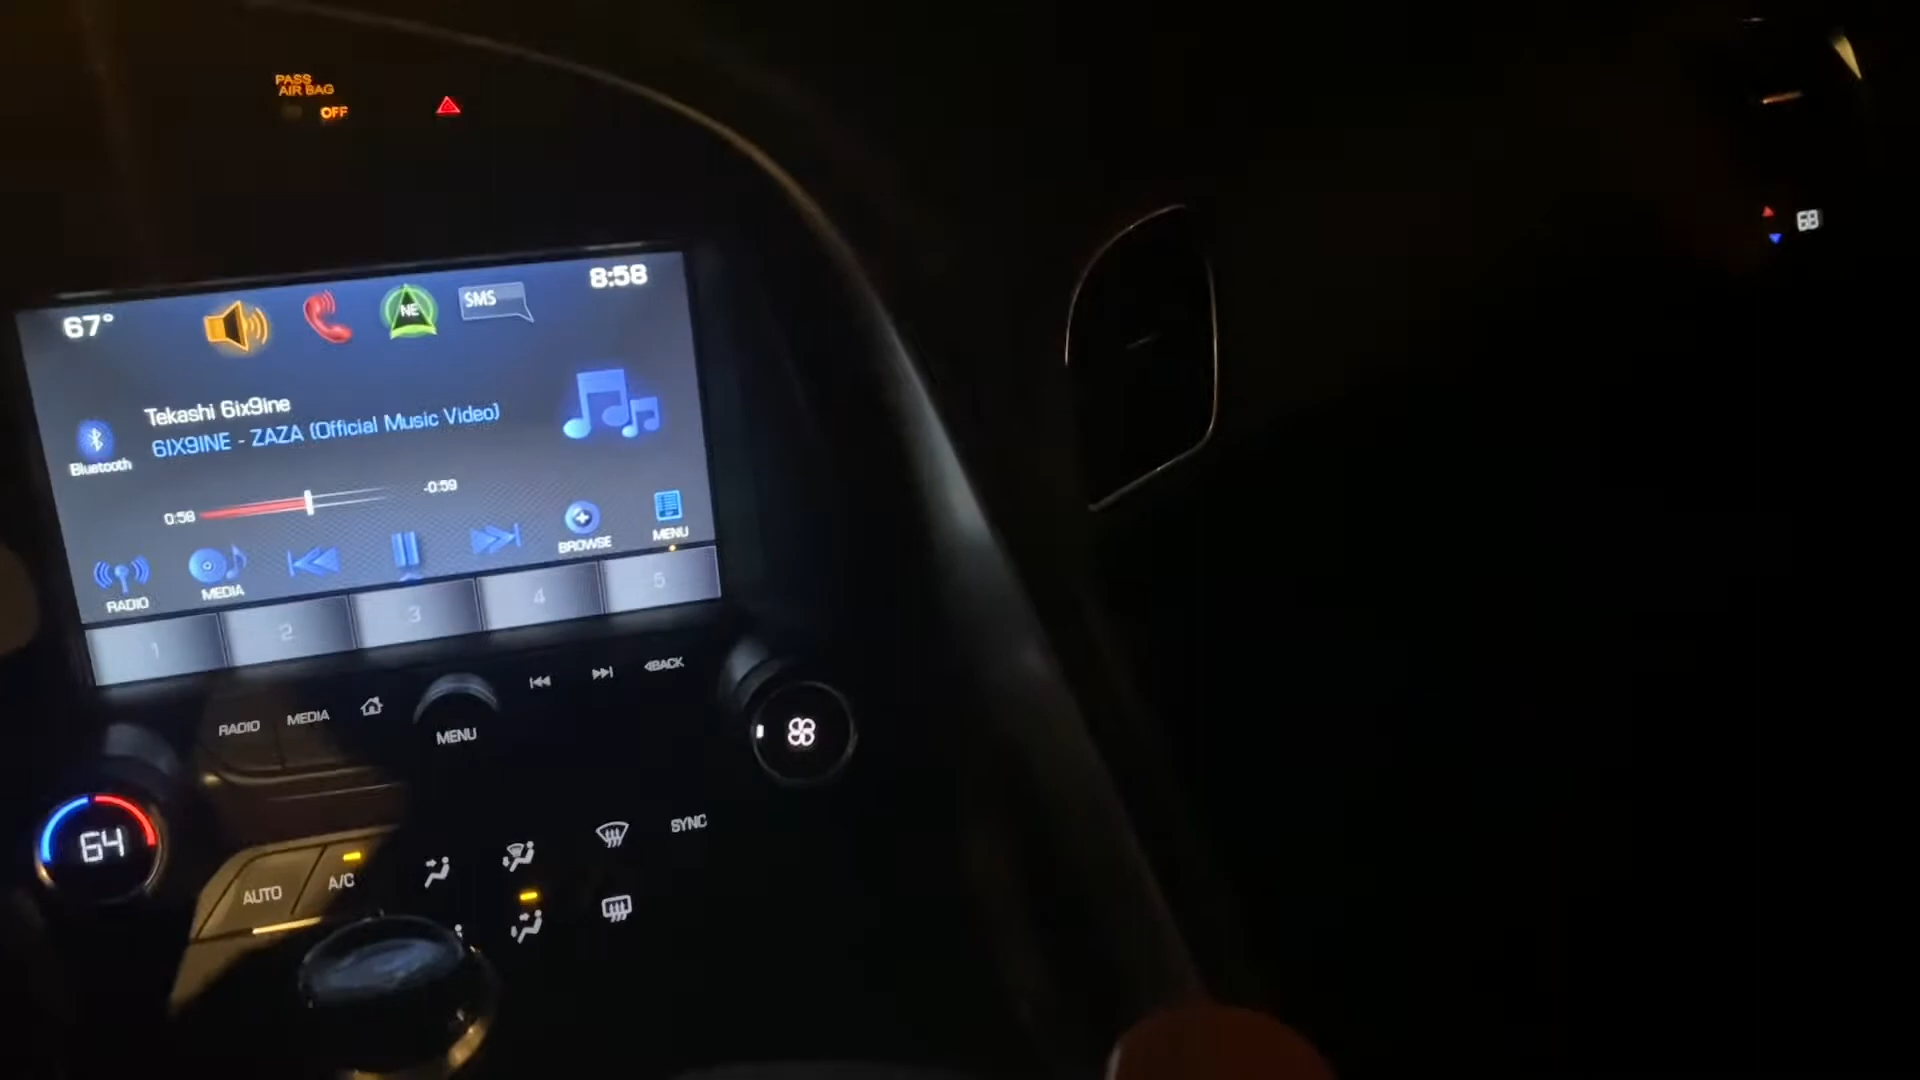 PASS
AIR BAG
OFF
68
67°
NE
SMS
8:58
Tekashi 6ix9ine
6IX9INE - ZAZA (Official Music Video)
Bluetooth
0:58
-0:59
RADIO
MEDIA
BROWSE
MENU
1
2
3
4
5
RADIO
MEDIA
MENU
BACK
64
AUTO
A/C
SYNC